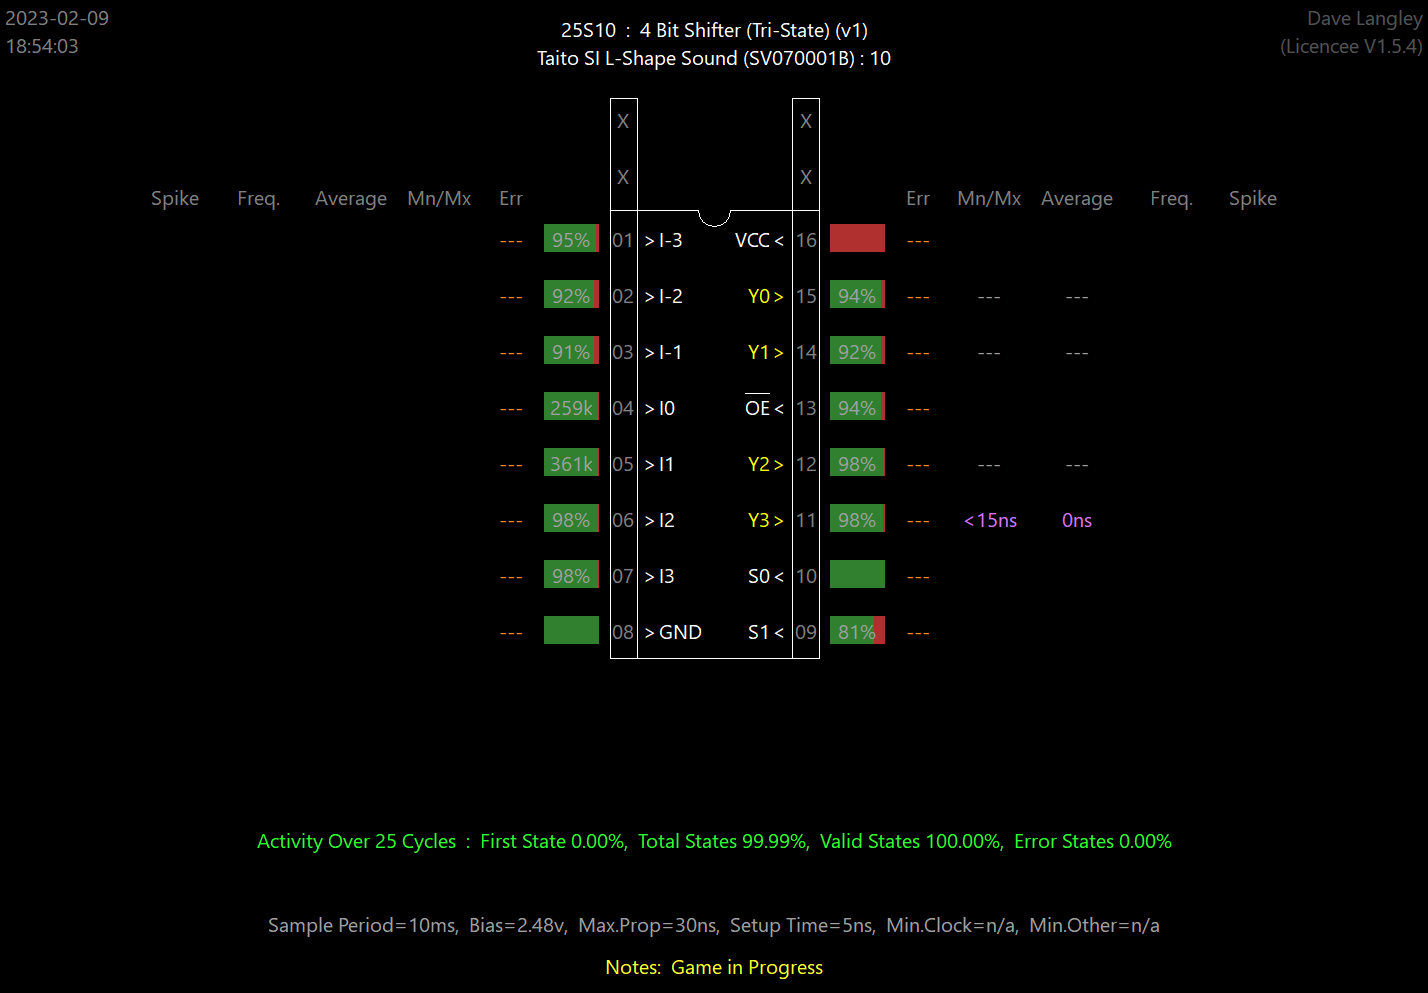 2023-02-09
18:54:03
25S10 : 4 Bit Shifter (Tri-State) (v1)
Taito SI L-Shape Sound (SV070001B) : 10
Dave Langley
(Licencee V1.5.4)
X X
X X
Spike Freq. Average Mn/Mx Err Err Mn/Mx Average Freq. Spike
--- 95% 01 > I-3 VCC < 16 ---
--- 92% 02 > I-2 Y0 > 15 94% --- --- ---
--- 91% 03 > I-1 Y1 > 14 92% --- --- ---
--- 259k 04 > I0 OE < 13 94% ---
--- 361k 05 > I1 Y2 > 12 98% --- --- ---
--- 98% 06 > I2 Y3 > 11 98% --- <15ns 0ns
--- 98% 07 > I3 S0 < 10 ---
--- 08 > GND S1 < 09 81% ---
Activity Over 25 Cycles : First State 0.00%, Total States 99.99%, Valid States 100.00%, Error States 0.00%
Sample Period=10ms, Bias=2.48v, Max.Prop=30ns, Setup Time=5ns, Min.Clock=n/a, Min.Other=n/a
Notes: Game in Progress